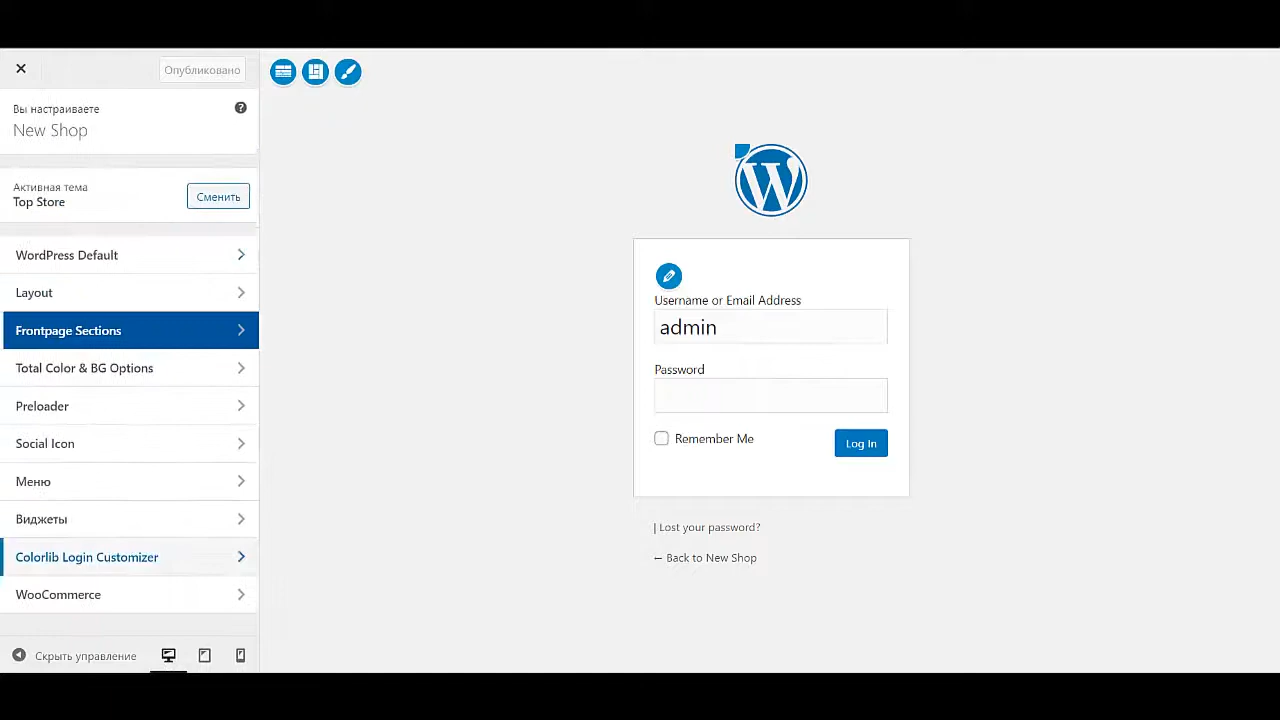 Опубликовано
Вы настраиваете
New Shop
Активная тема
Top Store
Сменить
WordPress Default
Layout
Frontpage Sections
Total Color & BG Options
Preloader
Social Icon
Меню
Виджеты
Colorlib Login Customizer
WooCommerce
Скрыть управление
Username or Email Address
admin
Password
Remember Me
Log In
| Lost your password?
← Back to New Shop